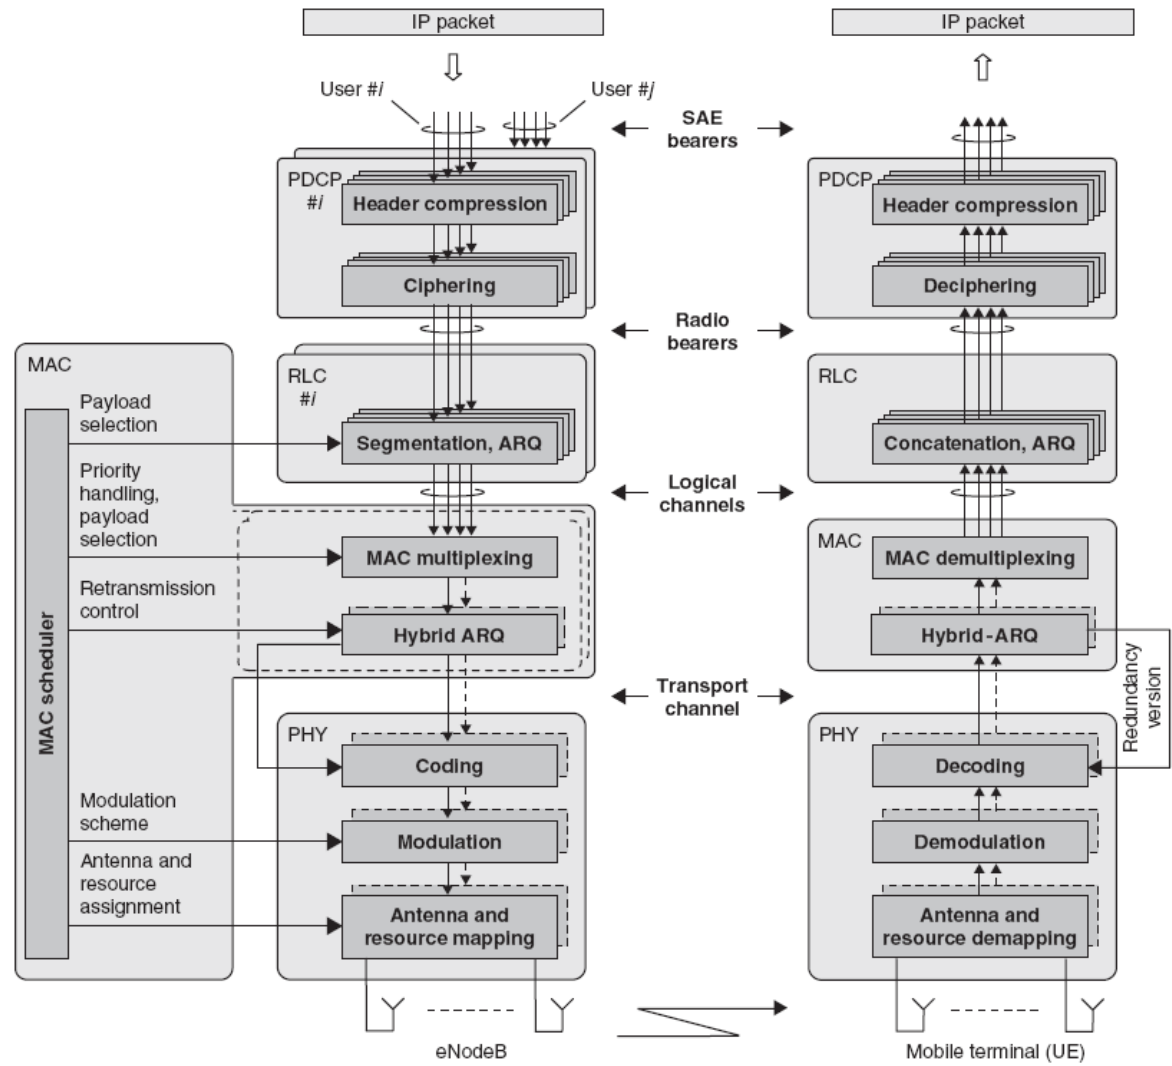 IP packet
IP packet
User #i
User #j
SAE
bearers
PDCP
#i
Header compression
Ciphering
PDCP
Header compression
Deciphering
Radio
bearers
MAC
Payload
selection
Priority
handling,
payload
selection
Retransmission
control
MAC scheduler
Modulation
scheme
Antenna and
resource
assignment
RLC
#i
Segmentation, ARQ
RLC
Concatenation, ARQ
Logical
channels
MAC multiplexing
Hybrid ARQ
MAC
MAC demultiplexing
Hybrid-ARQ
Redundancy
version
Transport
channel
PHY
Coding
Modulation
Antenna and
resource mapping
PHY
Decoding
Demodulation
Antenna and
resource demapping
eNodeB
Mobile terminal (UE)